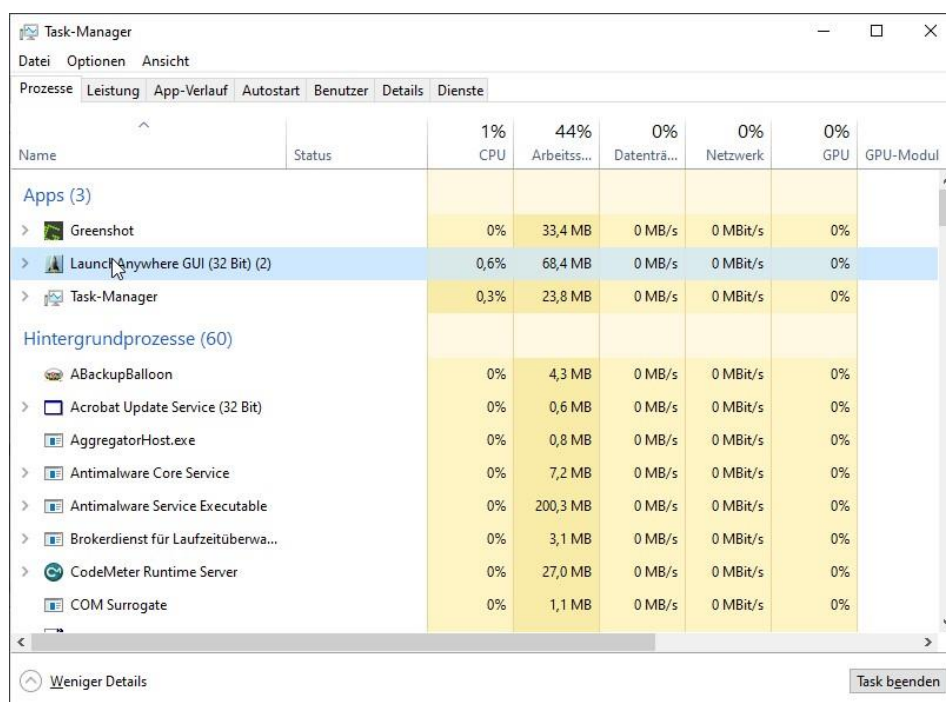 Task-Manager
Datei Optionen Ansicht
Prozesse Leistung App-Verlauf Autostart Benutzer Details Dienste
1% 44% 0% 0% 0%
Name Status CPU Arbeitss... Datenträ... Netzwerk GPU GPU-Modul
Apps (3)
Greenshot 0% 33,4 MB 0 MB/s 0 MBit/s 0%
LaunchAnywhere GUI (32 Bit) (2) 0,6% 68,4 MB 0 MB/s 0 MBit/s 0%
Task-Manager 0,3% 23,8 MB 0 MB/s 0 MBit/s 0%
Hintergrundprozesse (60)
ABackupBalloon 0% 4,3 MB 0 MB/s 0 MBit/s 0%
Acrobat Update Service (32 Bit) 0% 0,6 MB 0 MB/s 0 MBit/s 0%
AggregatorHost.exe 0% 0,8 MB 0 MB/s 0 MBit/s 0%
Antimalware Core Service 0% 7,2 MB 0 MB/s 0 MBit/s 0%
Antimalware Service Executable 0% 200,3 MB 0 MB/s 0 MBit/s 0%
Brokerdienst für Laufzeitüberwa... 0% 3,1 MB 0 MB/s 0 MBit/s 0%
CodeMeter Runtime Server 0% 27,0 MB 0 MB/s 0 MBit/s 0%
COM Surrogate 0% 1,1 MB 0 MB/s 0 MBit/s 0%
Weniger Details Task beenden